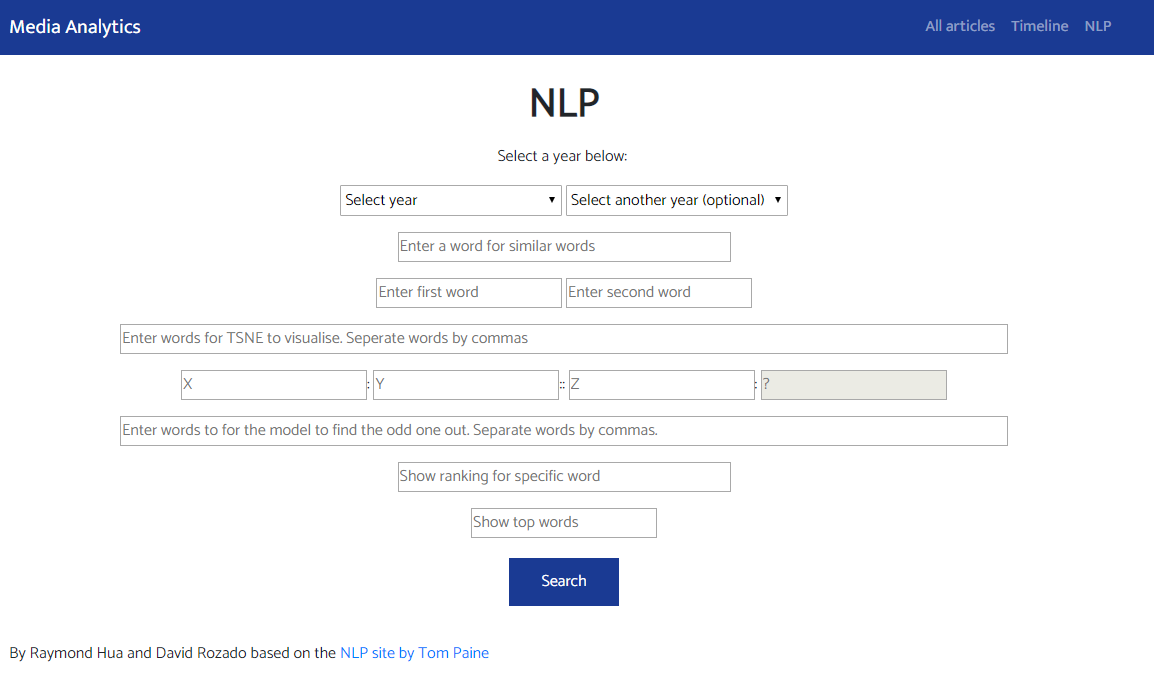 Media Analytics All articles Timeline NLP
NLP
Select a year below:
Select year Select another year (optional)
Enter a word for similar words
Enter first word Enter second word
Enter words for TSNE to visualise. Seperate words by commas
X : Y :: Z : ?
Enter words to for the model to find the odd one out. Separate words by commas.
Show ranking for specific word
Show top words
Search
By Raymond Hua and David Rozado based on the NLP site by Tom Paine